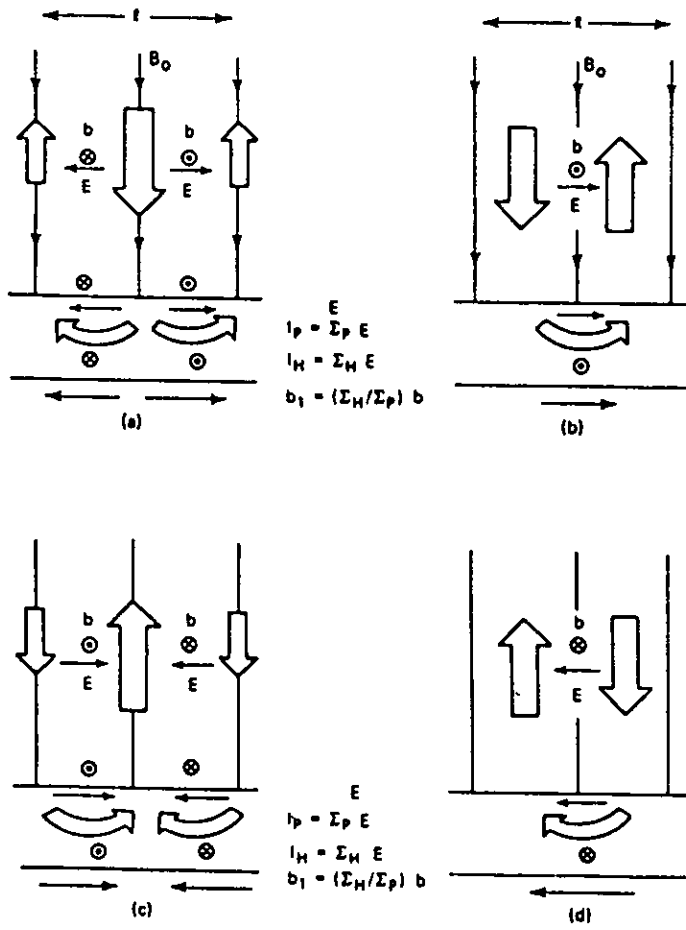 ℓ ℓ
B₀ B₀
b b b
E E E
E
I_P = Σ_P E
I_H = Σ_H E
b₁ = (Σ_H/Σ_P) b
(a) (b)
b b b
E E E
E
I_P = Σ_P E
I_H = Σ_H E
b₁ = (Σ_H/Σ_P) b
(c) (d)